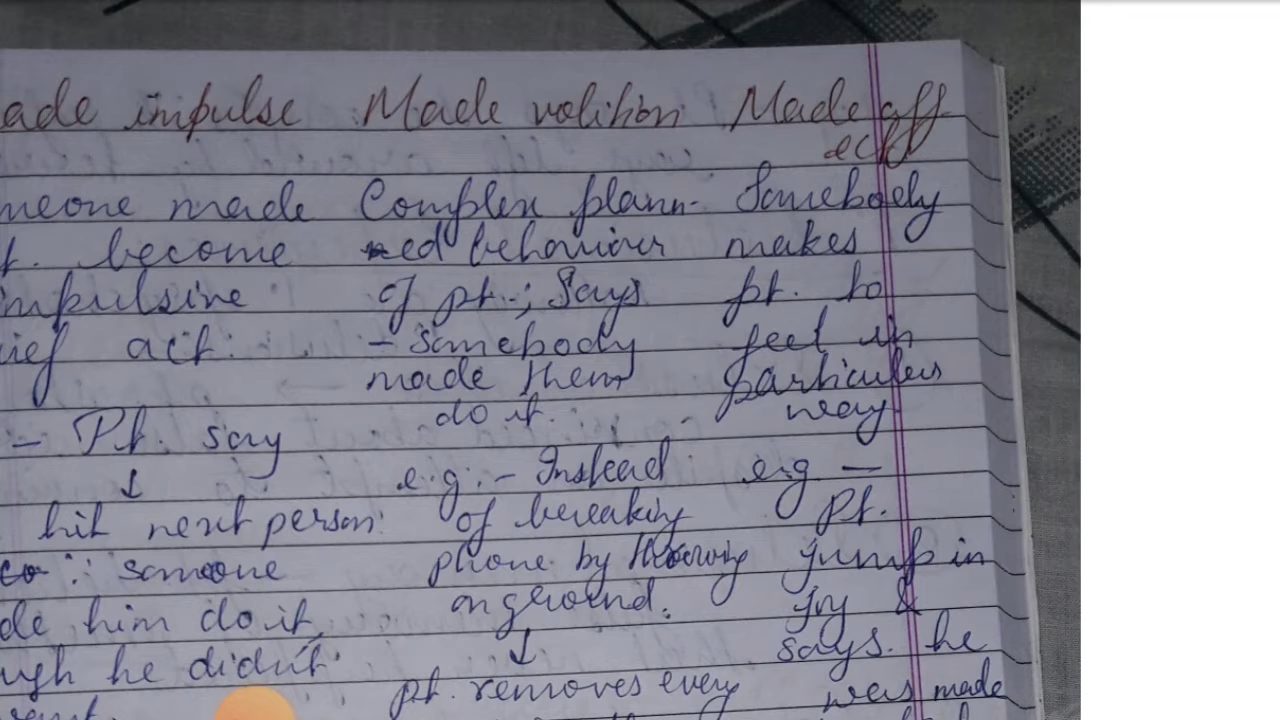 ade impulse
meone made
t. become
mpulsive
ief act.
- Pt. say
↓
hit next person.
∵ someone
de him do it,
ugh he didn't
Made volition
Complex plann-
ed behaviour
of pt.; Says
- Somebody
made them
do it.
e.g. :- Instead
of breaking
phone by throwing
on ground.
↓
pt. removes every
Made aff-
ect
Somebody
makes
pt. to
feel in
particular
way
e.g —
Pt.
jump in
joy &
says. he
was made